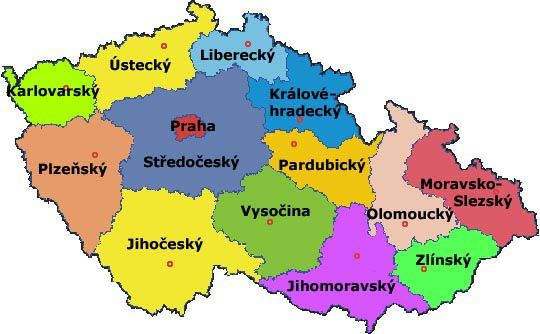 Ústecký
Liberecký
Karlovarský
Králové-
hradecký
Praha
Plzeňský
Středočeský
Pardubický
Moravsko-
Slezský
Vysočina
Olomoucký
Jihočeský
Zlínský
Jihomoravský